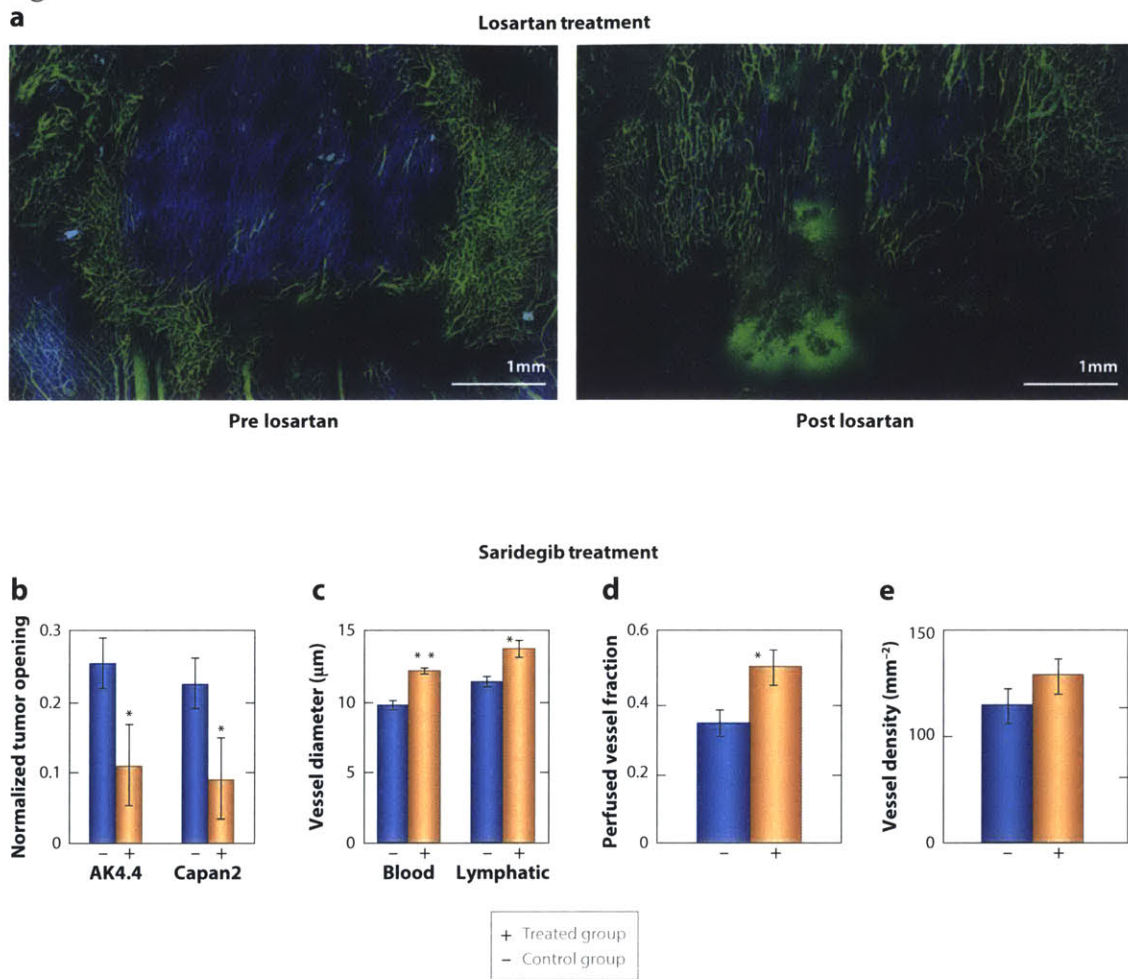 a
Losartan treatment
1mm
1mm
Pre losartan
Post losartan
Saridegib treatment
b
Normalized tumor opening
0.3
0.2
0.1
0
– + – +
AK4.4 Capan2
c
Vessel diameter (μm)
15
10
5
0
* *
*
– + – +
Blood Lymphatic
d
Perfused vessel fraction
0.6
0.4
0.2
0
*
– +
e
Vessel density (mm⁻²)
150
100
0
– +
+ Treated group
– Control group